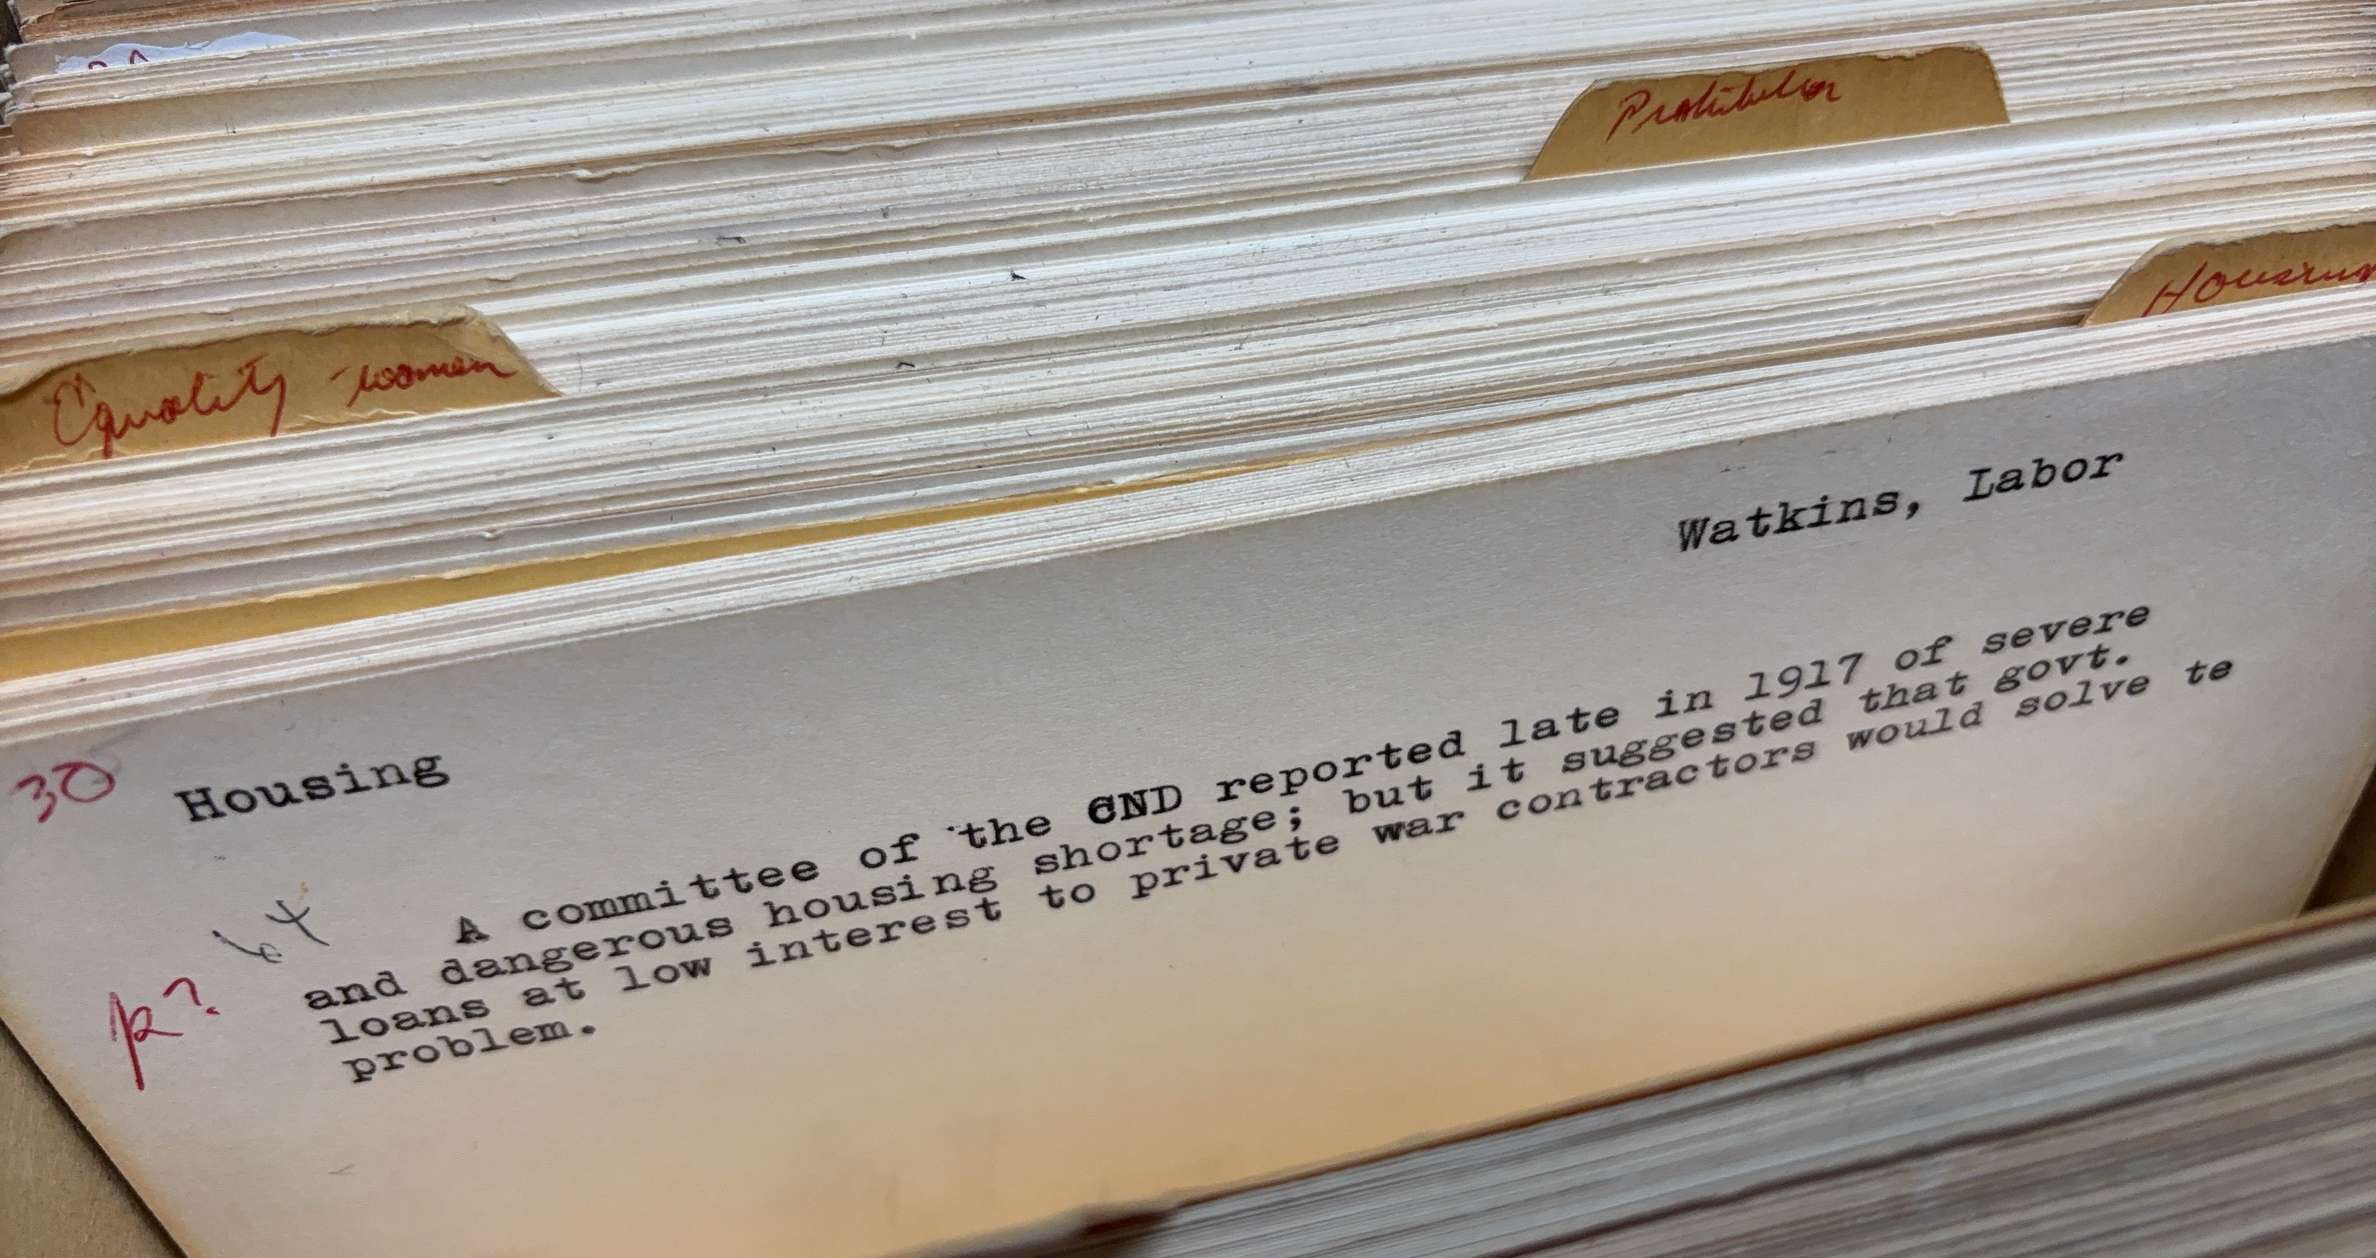 Prohibition
Housing
Equality - women
Watkins, Labor
30 Housing
A committee of the CND reported late in 1917 of severe
and dangerous housing shortage; but it suggested that govt.
loans at low interest to private war contractors would solve te
problem.
64
p?